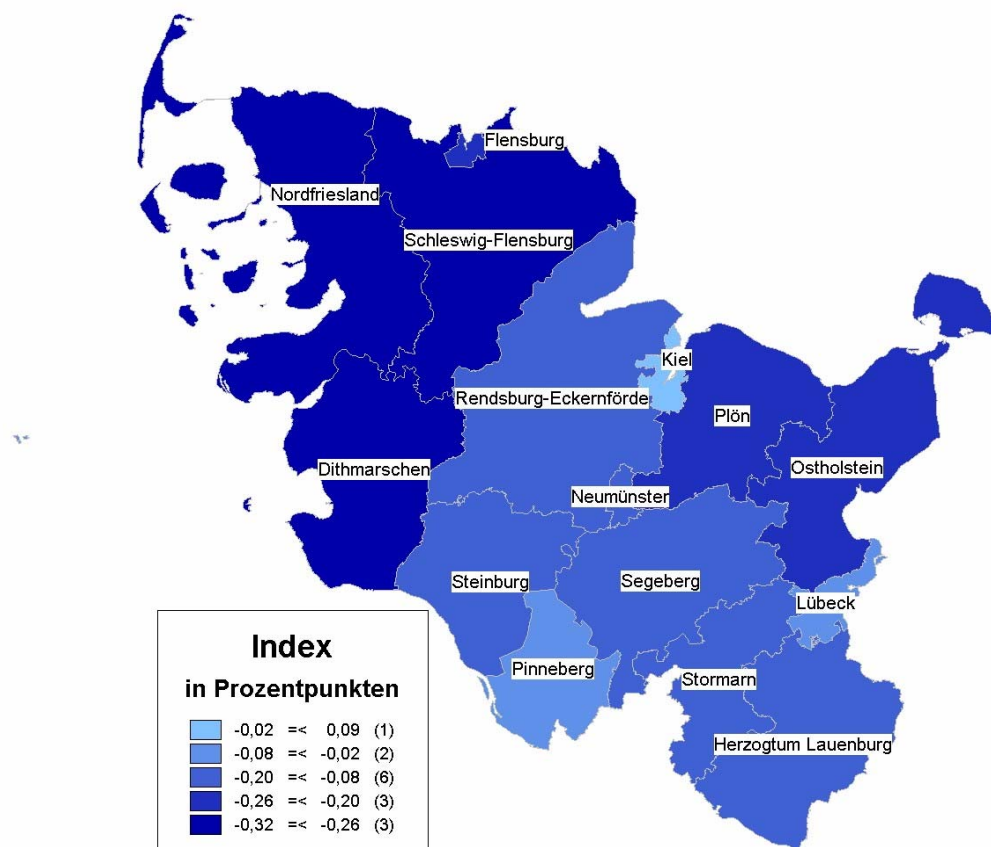 Flensburg
Nordfriesland
Schleswig-Flensburg
Kiel
Rendsburg-Eckernförde
Plön
Dithmarschen
Ostholstein
Neumünster
Steinburg
Segeberg
Lübeck
Pinneberg
Stormarn
Herzogtum Lauenburg
Index
in Prozentpunkten
-0,02 =< 0,09 (1)
-0,08 =< -0,02 (2)
-0,20 =< -0,08 (6)
-0,26 =< -0,20 (3)
-0,32 =< -0,26 (3)